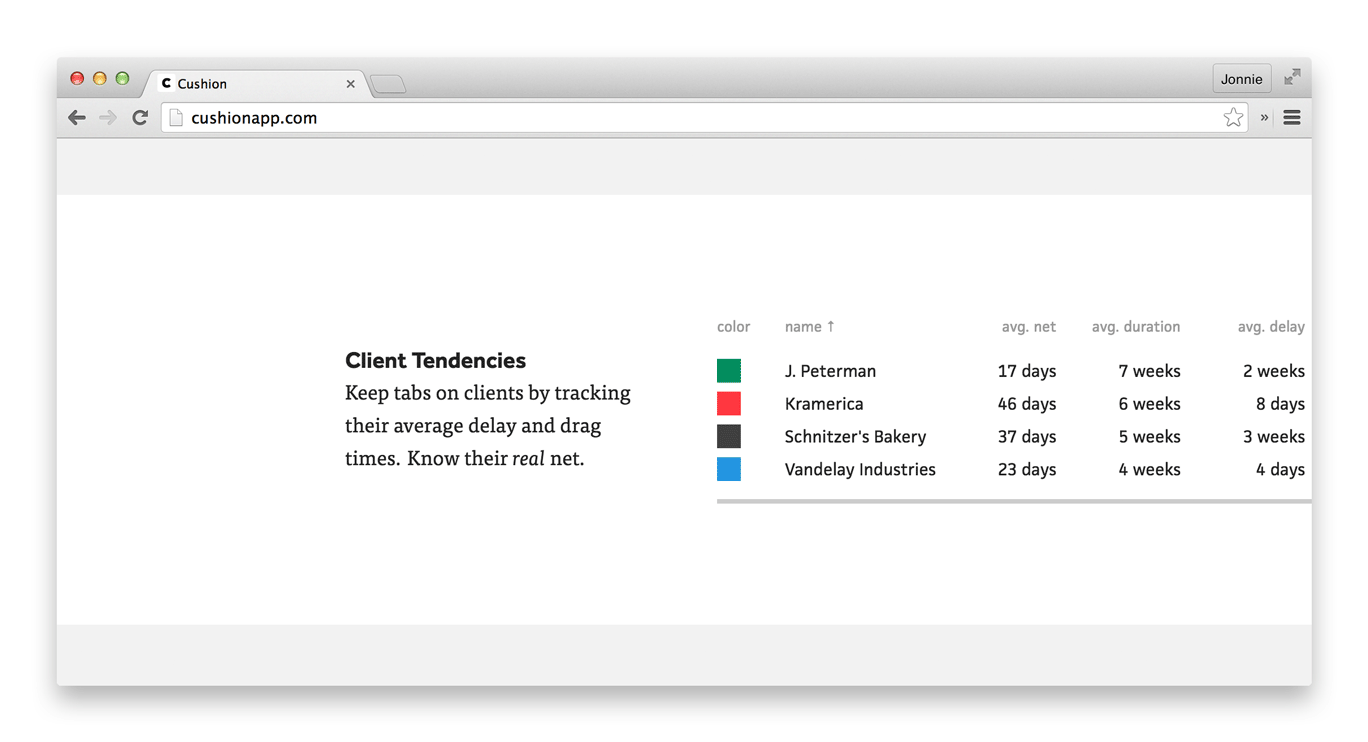 C Cushion
Jonnie
cushionapp.com
Client Tendencies
Keep tabs on clients by tracking
their average delay and drag
times. Know their real net.
color name ↑ avg. net avg. duration avg. delay
J. Peterman 17 days 7 weeks 2 weeks
Kramerica 46 days 6 weeks 8 days
Schnitzer's Bakery 37 days 5 weeks 3 weeks
Vandelay Industries 23 days 4 weeks 4 days